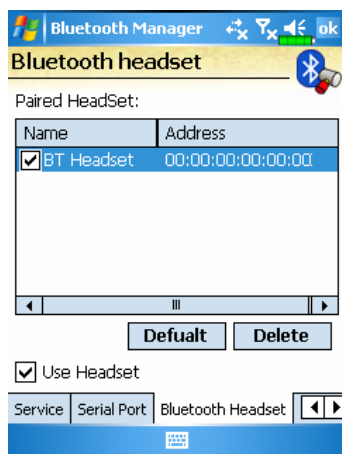 Bluetooth Manager ok
Bluetooth headset
Paired HeadSet:
Name Address
BT Headset 00:00:00:00:00:00
Defualt Delete
Use Headset
Service Serial Port Bluetooth Headset